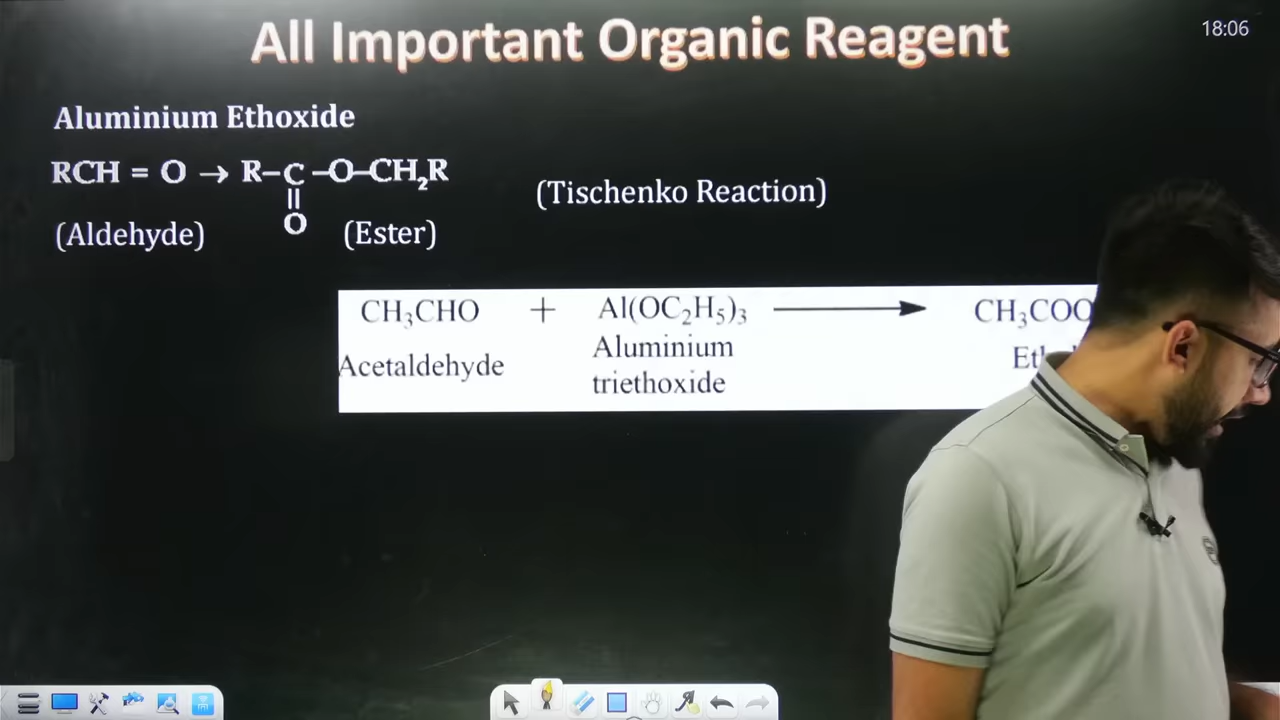 All Important Organic Reagent
18:06
Aluminium Ethoxide
RCH = O → R–C–O–CH₂R
||
O
(Aldehyde)
(Ester)
(Tischenko Reaction)
CH₃CHO + Al(OC₂H₅)₃ ⟶ CH₃COO
Acetaldehyde
Aluminium
triethoxide